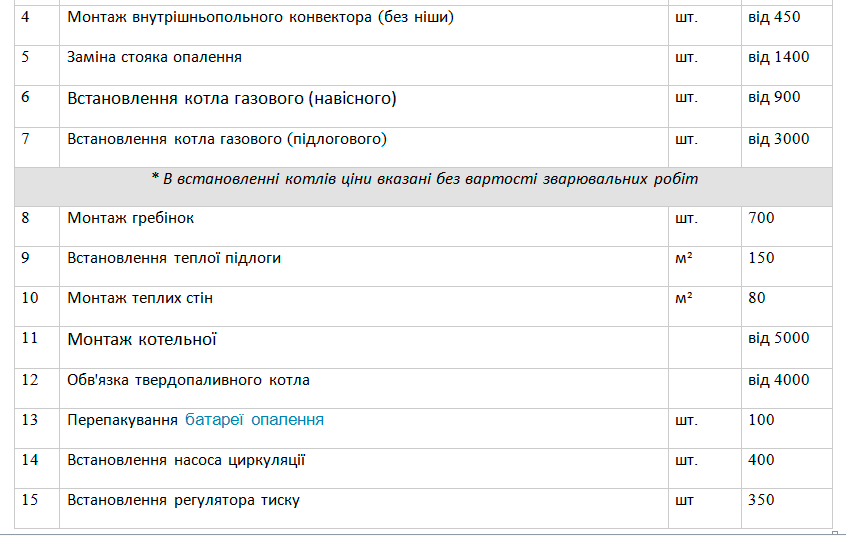 4 Монтаж внутрішньопольного конвектора (без ніши) шт. від 450
5 Заміна стояка опалення шт. від 1400
6 Встановлення котла газового (навісного) шт. від 900
7 Встановлення котла газового (підлогового) шт. від 3000
* В встановленні котлів ціни вказані без вартості зварювальних робіт
8 Монтаж гребінок шт. 700
9 Встановлення теплої підлоги м² 150
10 Монтаж теплих стін м² 80
11 Монтаж котельної від 5000
12 Обв'язка твердопаливного котла від 4000
13 Перепакування батареї опалення шт. 100
14 Встановлення насоса циркуляції шт. 400
15 Встановлення регулятора тиску шт 350